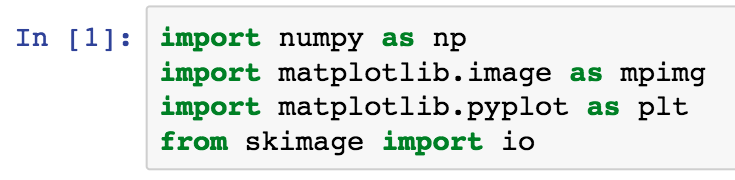 In [1]: import numpy as np
import matplotlib.image as mpimg
import matplotlib.pyplot as plt
from skimage import io